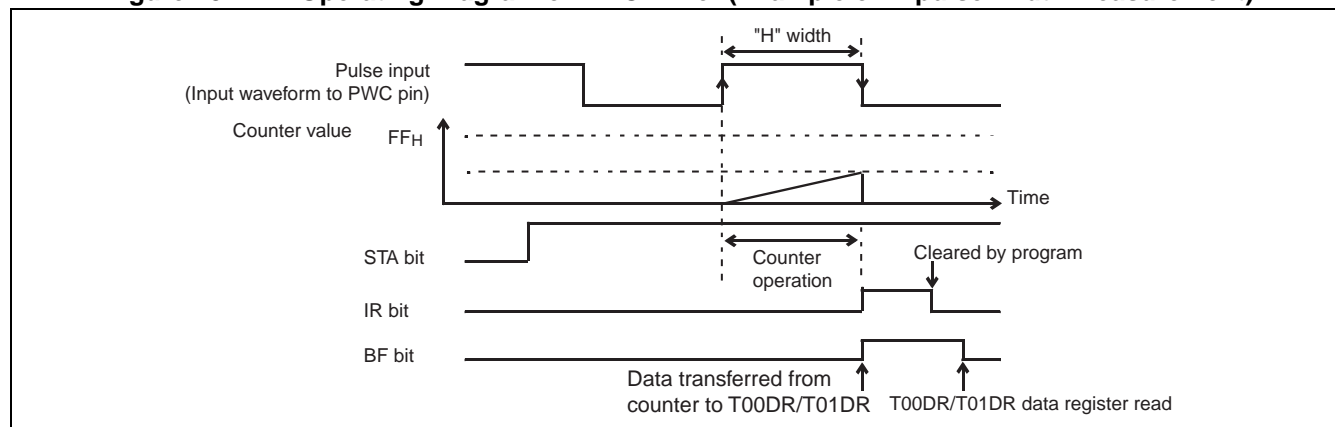 "H" width
Pulse input
(Input waveform to PWC pin)
Counter value
FFH
Time
STA bit
Counter
operation
Cleared by program
IR bit
BF bit
Data transferred from
counter to T00DR/T01DR
T00DR/T01DR data register read